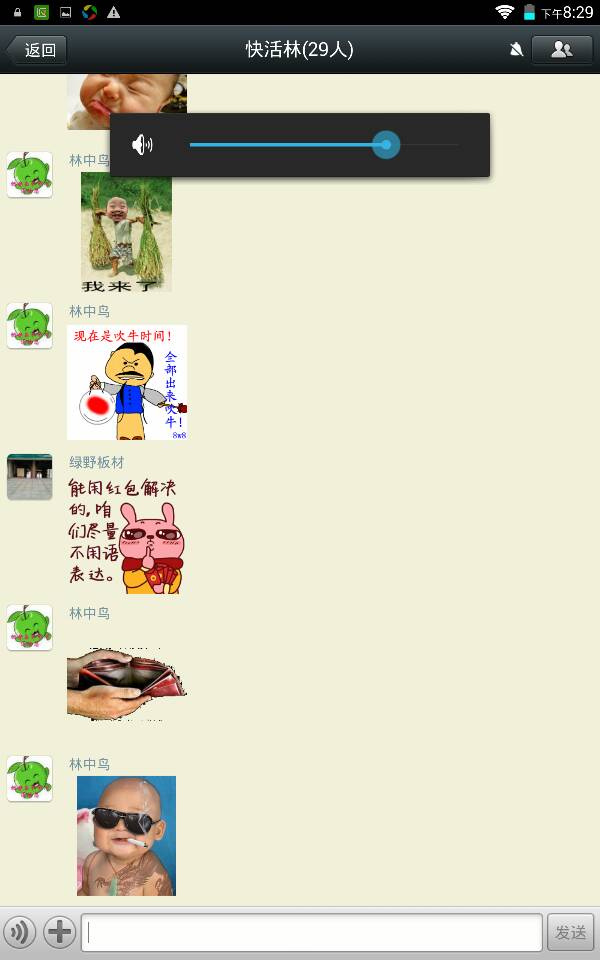 下午8:29
返回
快活林(29人)
林中鸟
我来了
林中鸟
现在是吹牛时间！
全部出来吹牛！
8w8
绿野板材
能用红包解决
的，咱
们尽量
不用语
表达。
林中鸟
林中鸟
发送